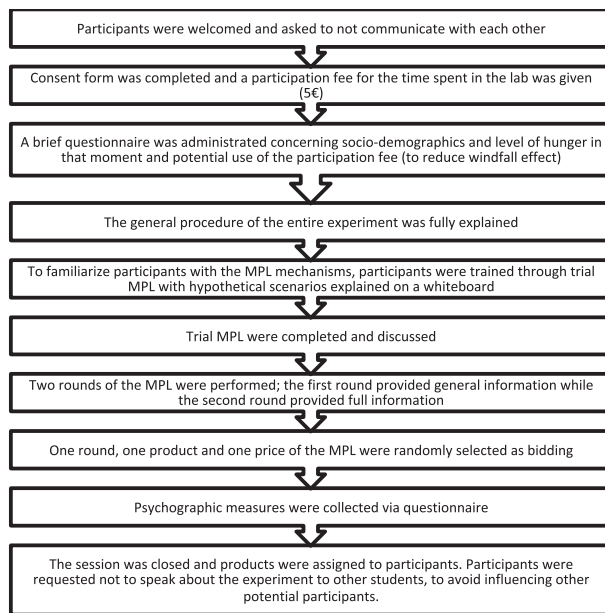 Participants were welcomed and asked to not communicate with each other
Consent form was completed and a participation fee for the time spent in the lab was given
(5€)
A brief questionnaire was administrated concerning socio-demographics and level of hunger in
that moment and potential use of the participation fee (to reduce windfall effect)
The general procedure of the entire experiment was fully explained
To familiarize participants with the MPL mechanisms, participants were trained through trial
MPL with hypothetical scenarios explained on a whiteboard
Trial MPL were completed and discussed
Two rounds of the MPL were performed; the first round provided general information while
the second round provided full information
One round, one product and one price of the MPL were randomly selected as bidding
Psychographic measures were collected via questionnaire
The session was closed and products were assigned to participants. Participants were
requested not to speak about the experiment to other students, to avoid influencing other
potential participants.